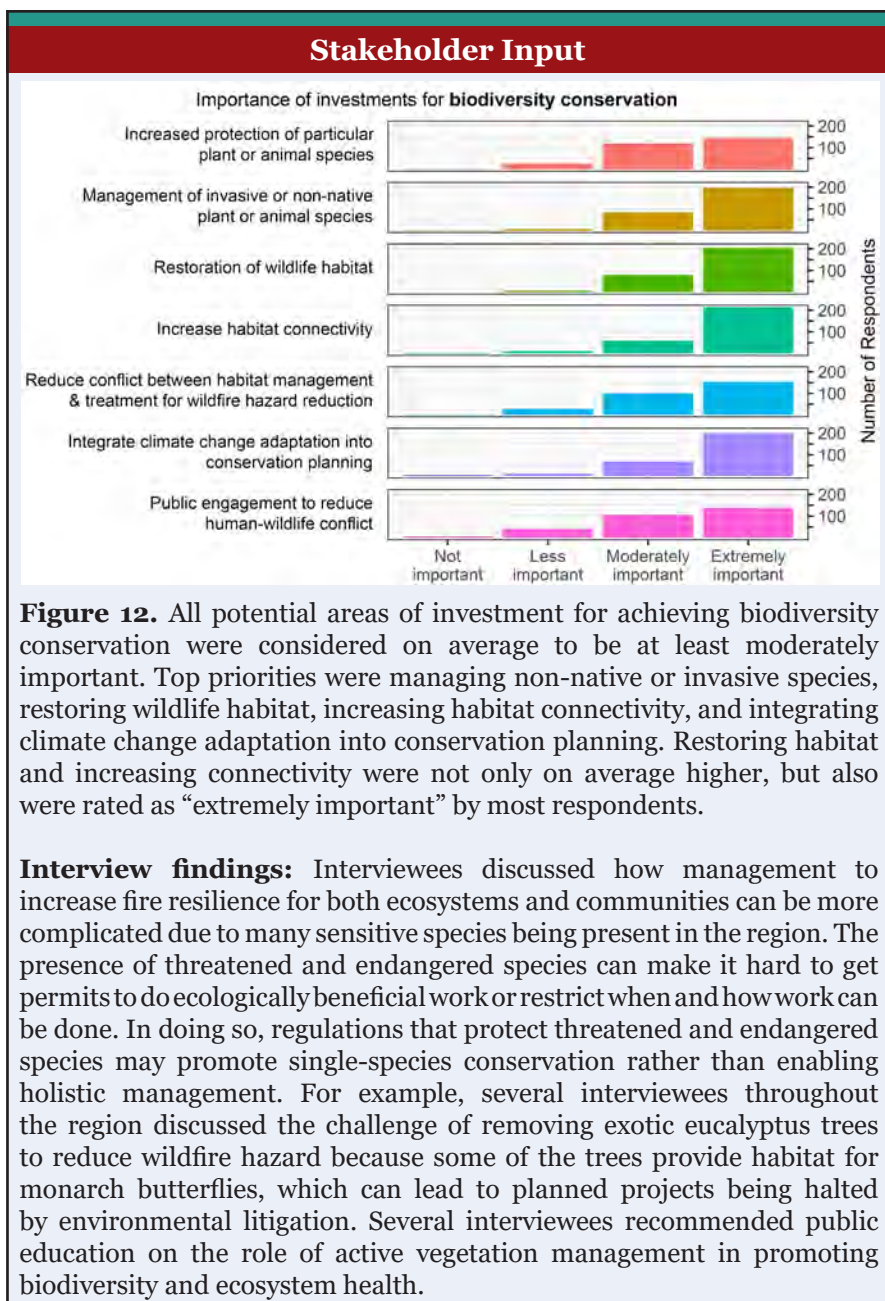 Stakeholder Input
Importance of investments for biodiversity conservation
Increased protection of particular
plant or animal species
200
100
Management of invasive or non-native
plant or animal species
200
100
Restoration of wildlife habitat
200
100
Increase habitat connectivity
200
100
Reduce conflict between habitat management
& treatment for wildfire hazard reduction
200
100
Integrate climate change adaptation into
conservation planning
200
100
Public engagement to reduce
human-wildlife conflict
200
100
Number of Respondents
Not
important
Less
important
Moderately
important
Extremely
important
Figure 12. All potential areas of investment for achieving biodiversity
conservation were considered on average to be at least moderately
important. Top priorities were managing non-native or invasive species,
restoring wildlife habitat, increasing habitat connectivity, and integrating
climate change adaptation into conservation planning. Restoring habitat
and increasing connectivity were not only on average higher, but also
were rated as “extremely important” by most respondents.
Interview findings: Interviewees discussed how management to
increase fire resilience for both ecosystems and communities can be more
complicated due to many sensitive species being present in the region. The
presence of threatened and endangered species can make it hard to get
permits to do ecologically beneficial work or restrict when and how work can
be done. In doing so, regulations that protect threatened and endangered
species may promote single-species conservation rather than enabling
holistic management. For example, several interviewees throughout
the region discussed the challenge of removing exotic eucalyptus trees
to reduce wildfire hazard because some of the trees provide habitat for
monarch butterflies, which can lead to planned projects being halted
by environmental litigation. Several interviewees recommended public
education on the role of active vegetation management in promoting
biodiversity and ecosystem health.